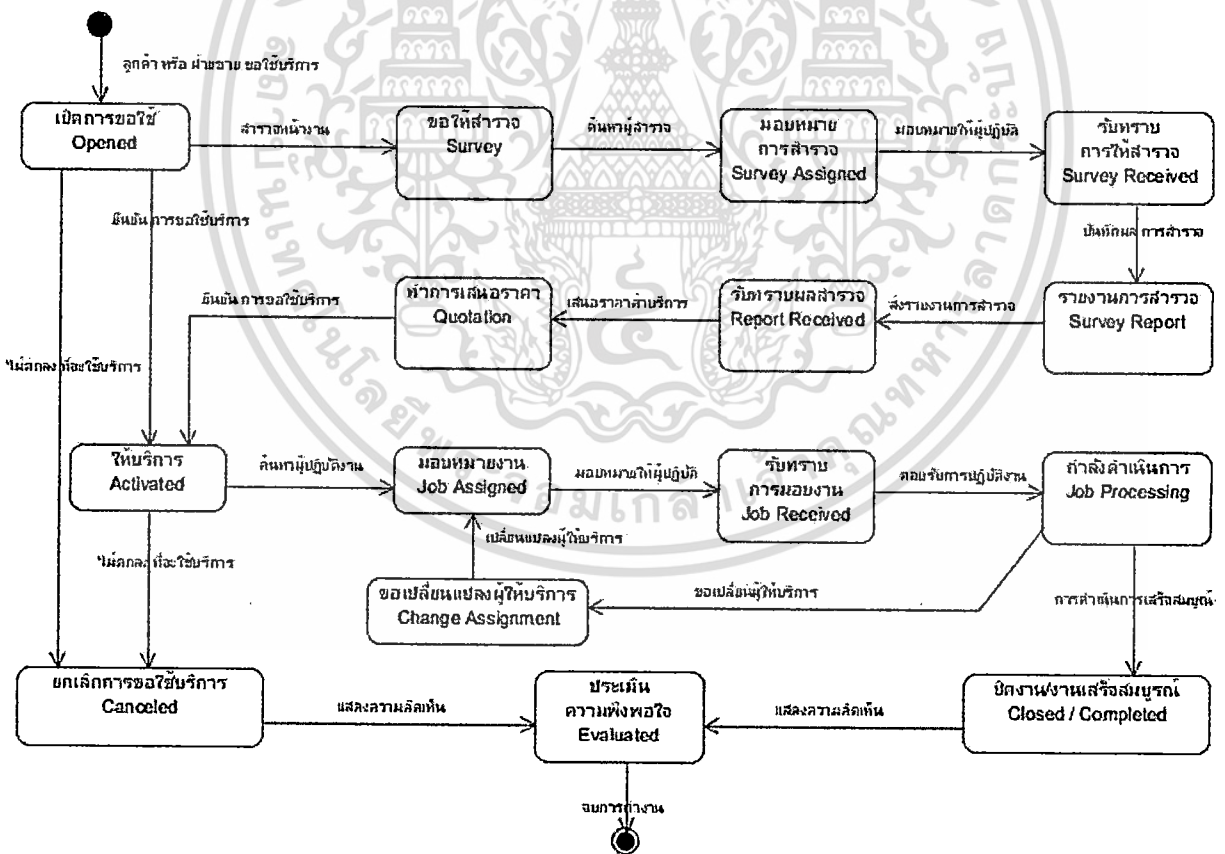 ลูกค้า หรือ ฝ่ายขาย ขอใช้บริการ
เปิดการขอใช้
Opened
สำรวจหน้างาน
ขอให้สำรวจ
Survey
ค้นหาผู้สำรวจ
มอบหมาย
การสำรวจ
Survey Assigned
มอบหมายให้ผู้ปฏิบัติ
รับทราบ
การให้สำรวจ
Survey Received
ยืนยัน การขอใช้บริการ
บันทึกผล การสำรวจ
ยืนยัน การขอใช้บริการ
ทำการเสนอราคา
Quotation
เสนอราคาค่าบริการ
รับทราบผลสำรวจ
Report Received
ส่งรายงานการสำรวจ
รายงานการสำรวจ
Survey Report
ไม่ตกลง ที่จะใช้บริการ
ให้บริการ
Activated
ค้นหาผู้ปฏิบัติงาน
มอบหมายงาน
Job Assigned
มอบหมายให้ผู้ปฏิบัติ
รับทราบ
การมอบงาน
Job Received
ตอบรับการปฏิบัติงาน
กำลังดำเนินการ
Job Processing
เปลี่ยนแปลงผู้ให้บริการ
ไม่ตกลง ที่จะใช้บริการ
ขอเปลี่ยนแปลงผู้ให้บริการ
Change Assignment
ขอเปลี่ยนผู้ให้บริการ
การดำเนินการเสร็จสมบูรณ์
ยกเลิกการขอใช้บริการ
Canceled
แสดงความคิดเห็น
ประเมิน
ความพึงพอใจ
Evaluated
แสดงความคิดเห็น
ปิดงาน/งานเสร็จสมบูรณ์
Closed / Completed
จบการทำงาน